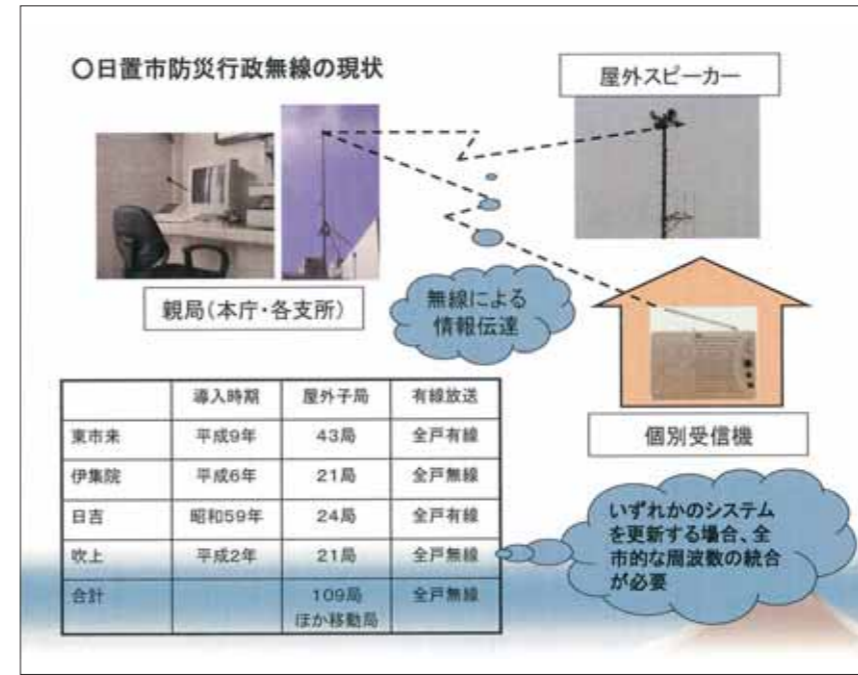 〇日置市防災行政無線の現状
屋外スピーカー
親局(本庁・各支所)
無線による
情報伝達
個別受信機
導入時期 屋外子局 有線放送
東市来 平成9年 43局 全戸有線
伊集院 平成6年 21局 全戸無線
日吉 昭和59年 24局 全戸有線
吹上 平成2年 21局 全戸無線
合計 109局 全戸無線
ほか移動局
いずれかのシステム
を更新する場合、全
市的な周波数の統合
が必要